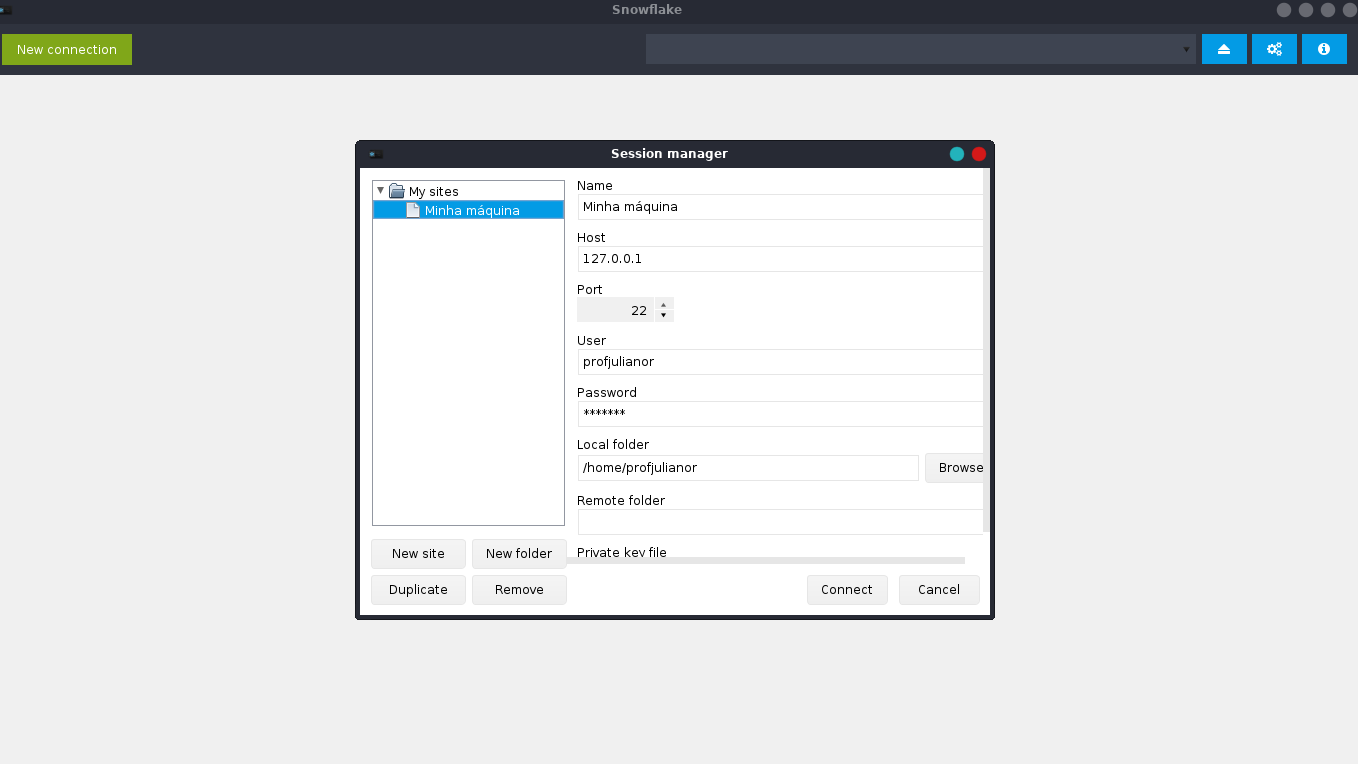 Snowflake
New connection
Session manager
My sites
Minha máquina
Name
Minha máquina
Host
127.0.0.1
Port
22
User
profjulianor
Password
*******
Local folder
/home/profjulianor
Browse
Remote folder
Private key file
New site
New folder
Duplicate
Remove
Connect
Cancel